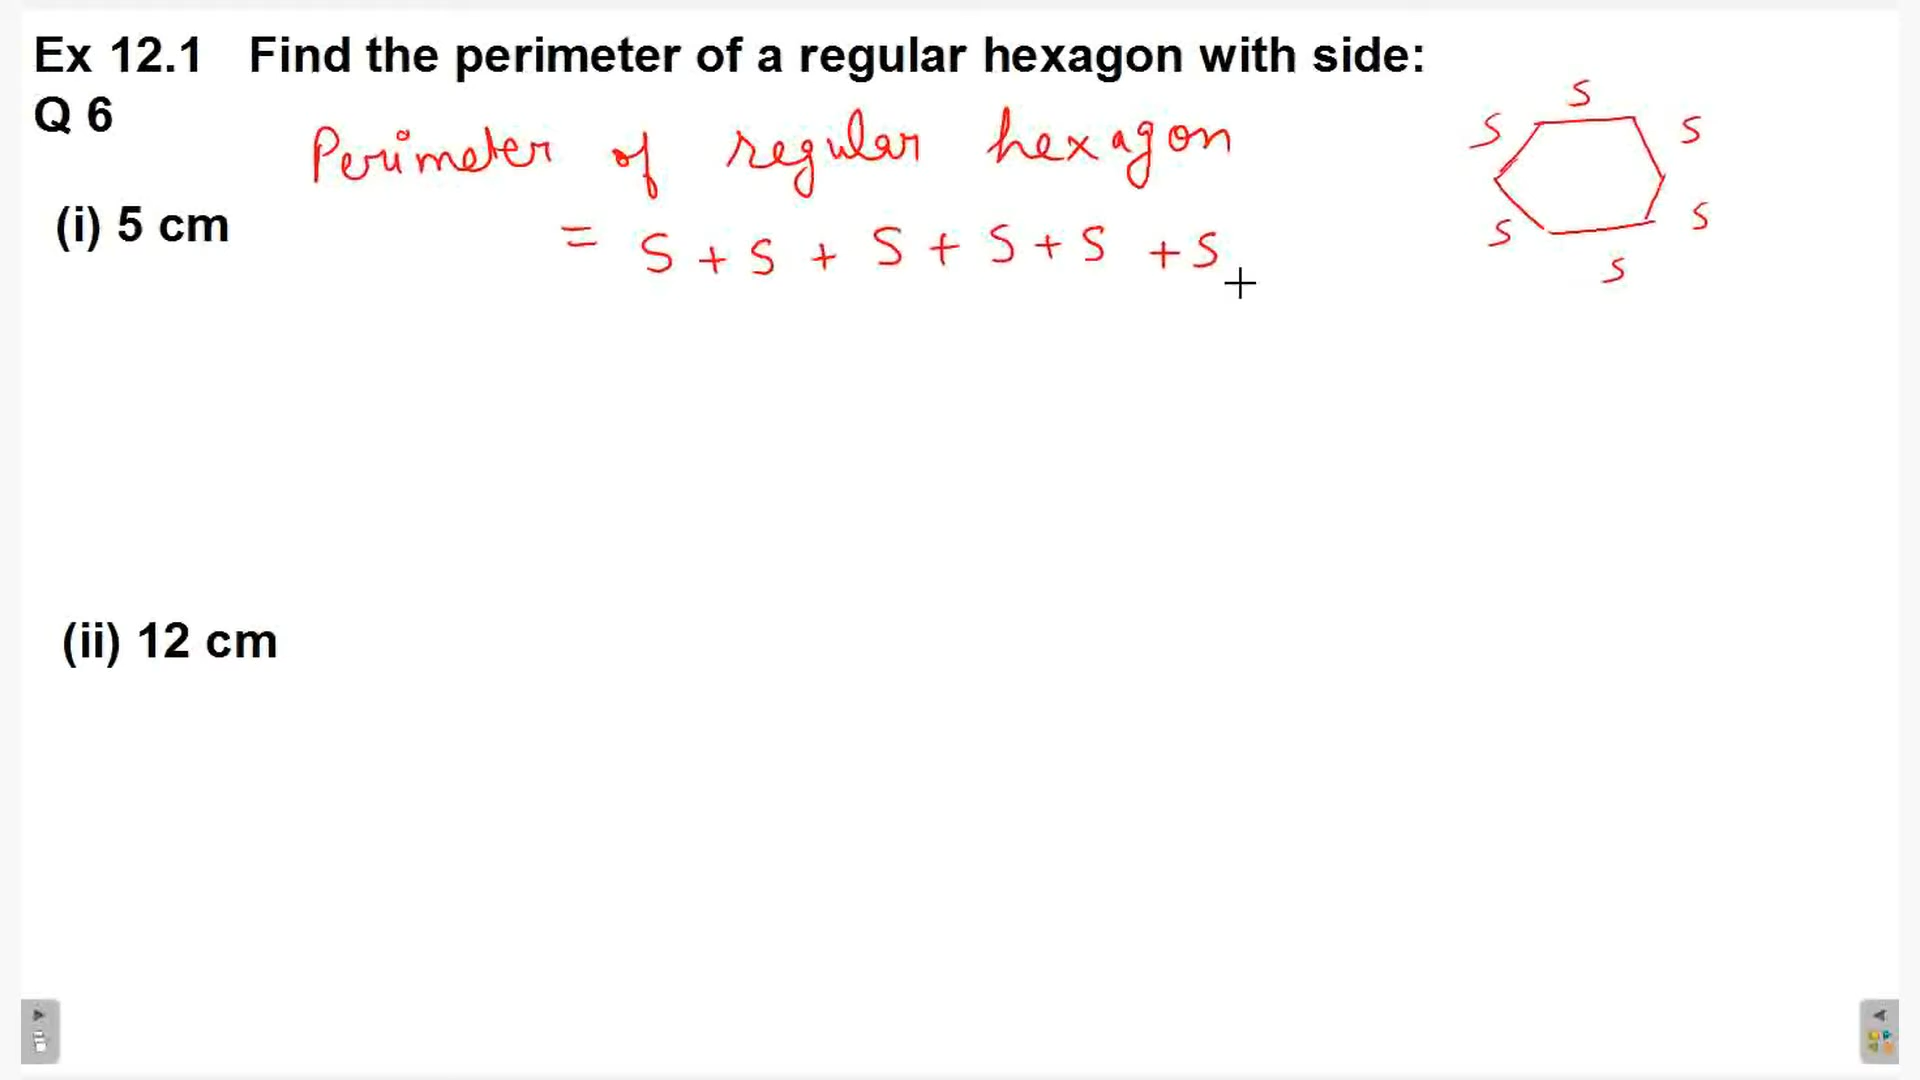 Ex 12.1 Find the perimeter of a regular hexagon with side:
Q 6
Perimeter of regular hexagon
(i) 5 cm
= S + S + S + S + S + S
S
S
S
S
S
S
(ii) 12 cm